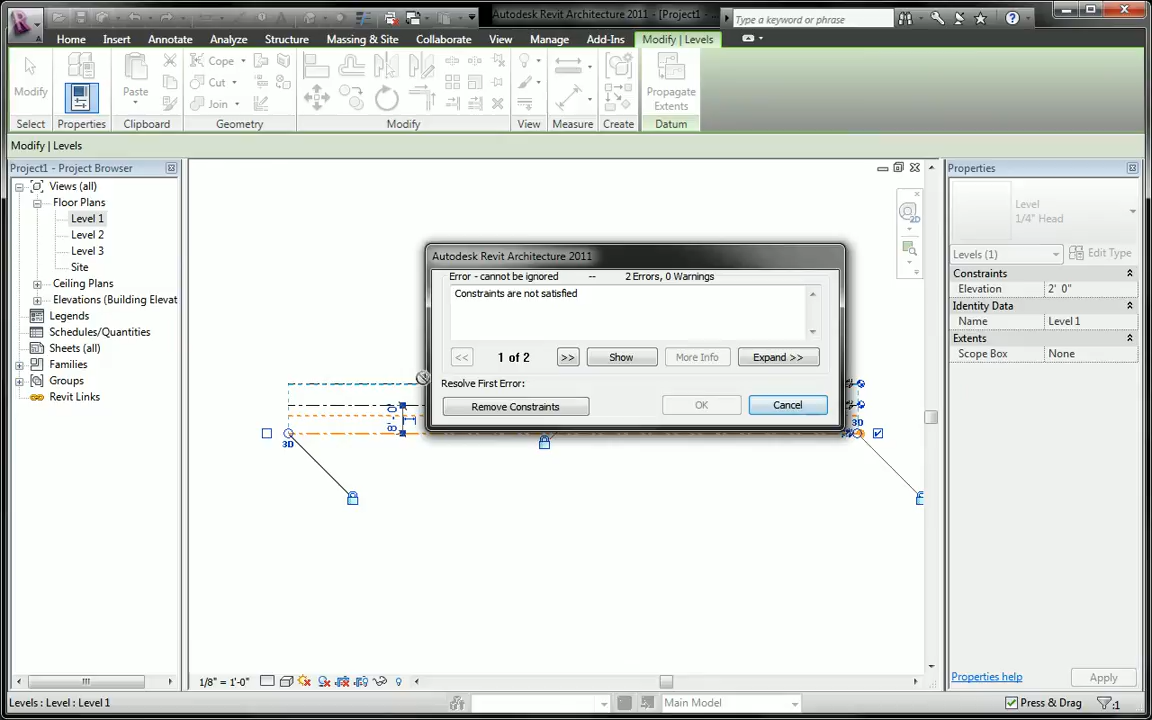 Autodesk Revit Architecture 2011 - [Project1 - ...
Type a keyword or phrase
Home Insert Annotate Analyze Structure Massing & Site Collaborate View Manage Add-Ins Modify | Levels
Modify
Paste
Cope
Cut
Join
Propagate
Extents
Select Properties Clipboard Geometry Modify View Measure Create Datum
Modify | Levels
Project1 - Project Browser
Views (all)
Floor Plans
Level 1
Level 2
Level 3
Site
Ceiling Plans
Elevations (Building Elevat
Legends
Schedules/Quantities
Sheets (all)
Families
Groups
Revit Links
2D
Autodesk Revit Architecture 2011
Error - cannot be ignored -- 2 Errors, 0 Warnings
Constraints are not satisfied
<< 1 of 2 >> Show More Info Expand >>
Resolve First Error:
Remove Constraints OK Cancel
3D
3D
Properties
Level
1/4" Head
Levels (1) Edit Type
Constraints
Elevation 2' 0"
Identity Data
Name Level 1
Extents
Scope Box None
Properties help Apply
1/8" = 1'-0"
Levels : Level : Level 1 Main Model Press & Drag :1